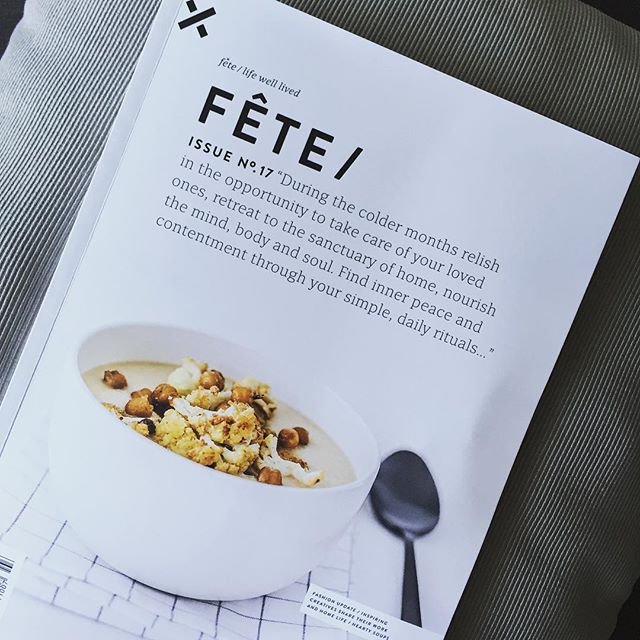 fête / life well lived
FÊTE/
ISSUE Nº.17 “During the colder months relish
in the opportunity to take care of your loved
ones, retreat to the sanctuary of home, nourish
the mind, body and soul. Find inner peace and
contentment through your simple, daily rituals...”
FASHION UPDATE / INSPIRING
CREATIVES SHARE THEIR WORK
AND HOME LIFE / HEARTY SOUPS